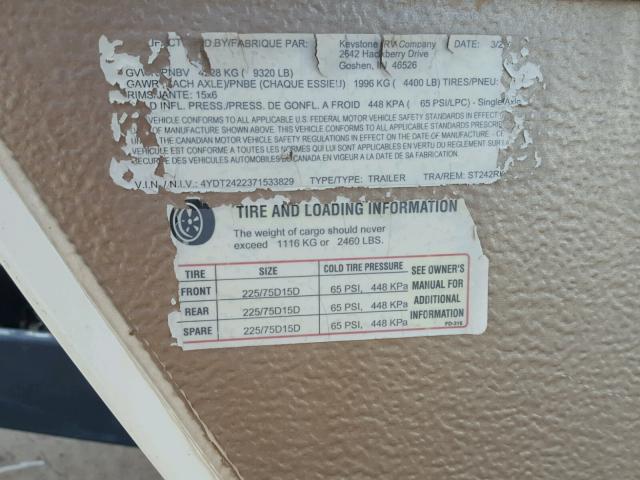 BY/FABRIQUE PAR: Keystone RV Company DATE: 3/2
2642 Hackberry Drive
Goshen, IN 46526
PNBV 4228 KG ( 9320 LB)
GAWR (EACH AXLE)/PNBE (CHAQUE ESSIEU) 1996 KG ( 4400 LB) TIRES/PNEU:
RIMS/JANTE: 15x6
INFL. PRESS./PRESS. DE GONFL. A FROID 448 KPA ( 65 PSI/LPC) - Single Axle
VEHICLE CONFORMS TO ALL APPLICABLE U.S. FEDERAL MOTOR VEHICLE SAFETY STANDARDS IN EFFECT
OF MANUFACTURE SHOWN ABOVE. THIS VEHICLE CONFORMS TO ALL APPLICABLE STANDARDS PRESCRIB
THE CANADIAN MOTOR VEHICLE SAFETY REGULATIONS IN EFFECT ON THE DATE OF MANUFACTURE - CE
VEHICULE EST CONFORME A TOUTES LES NORMES QUI LUI SONT APPLICABLES EN VERTU DU REGLEMENT SUR
SECURITE DES VEHICULES AUTOMOBILES DU CANADA EN VIGEUR A LA DATE DE SA FABRICATION.
V.I.N. / N.I.V.: 4YDT2422371533829 TYPE/TYPE: TRAILER TRA/REM: ST242R
TIRE AND LOADING INFORMATION
The weight of cargo should never
exceed 1116 KG or 2460 LBS.
TIRE SIZE COLD TIRE PRESSURE SEE OWNER'S
FRONT 225/75D15D 65 PSI, 448 KPa MANUAL FOR
REAR 225/75D15D 65 PSI, 448 KPa ADDITIONAL
SPARE 225/75D15D 65 PSI, 448 KPa INFORMATION